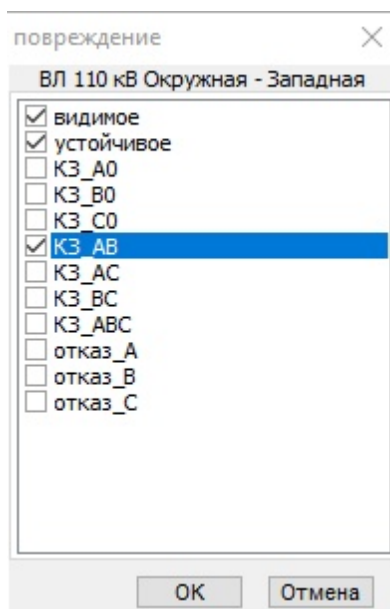 повреждение
ВЛ 110 кВ Окружная - Западная
видимое
устойчивое
КЗ_А0
КЗ_В0
КЗ_С0
КЗ_АВ
КЗ_АС
КЗ_ВС
КЗ_АВС
отказ_А
отказ_В
отказ_С
ОК
Отмена